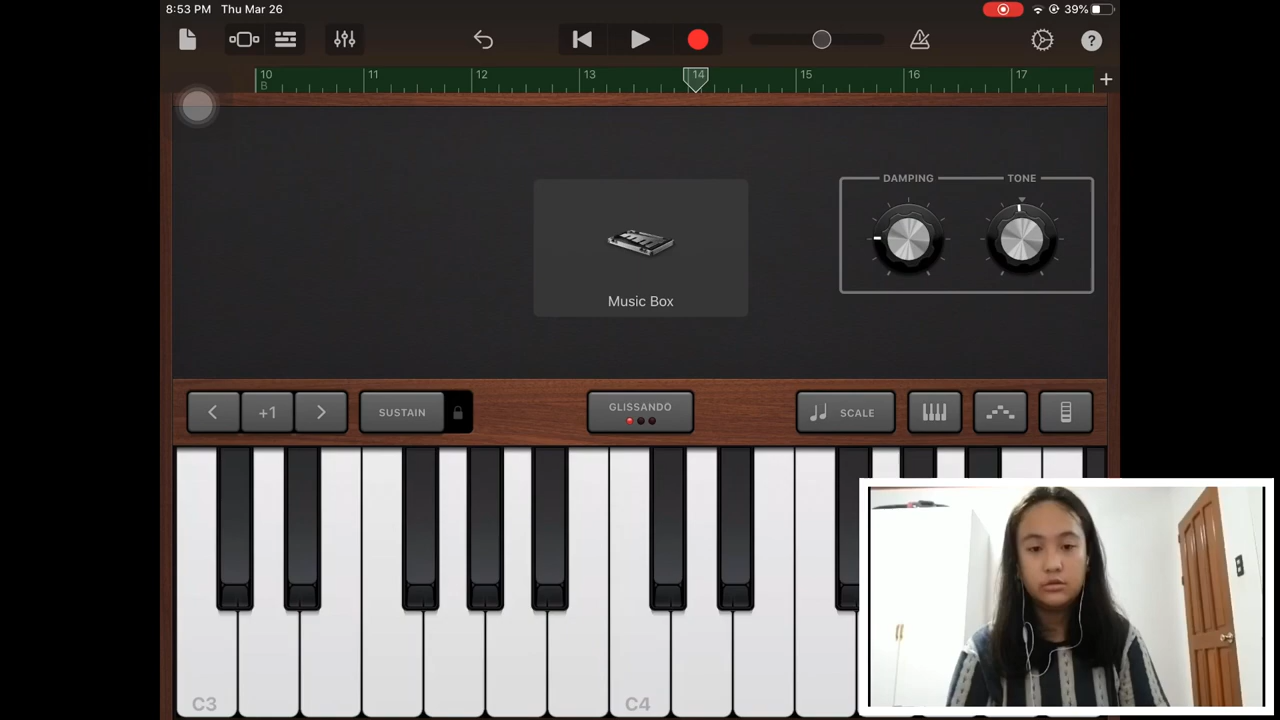 8:53 PM Thu Mar 26
39%
?
10 11 12 13 14 15 16 17 +
B
DAMPING TONE
Music Box
+1 SUSTAIN GLISSANDO SCALE
C3 C4